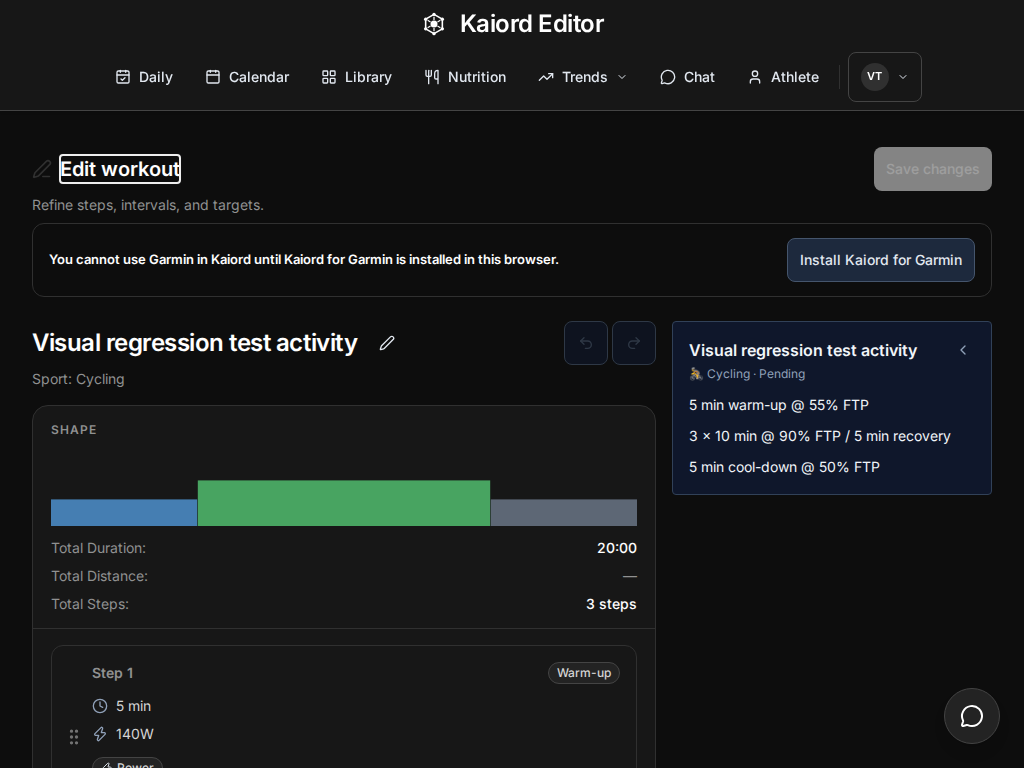 Kaiord Editor
Daily
Calendar
Library
Nutrition
Trends
Chat
Athlete
VT
Edit workout
Save changes
Refine steps, intervals, and targets.
You cannot use Garmin in Kaiord until Kaiord for Garmin is installed in this browser.
Install Kaiord for Garmin
Visual regression test activity
Sport: Cycling
SHAPE
Total Duration:
20:00
Total Distance:
—
Total Steps:
3 steps
Step 1
Warm-up
5 min
140W
Power
Visual regression test activity
Cycling · Pending
5 min warm-up @ 55% FTP
3 × 10 min @ 90% FTP / 5 min recovery
5 min cool-down @ 50% FTP